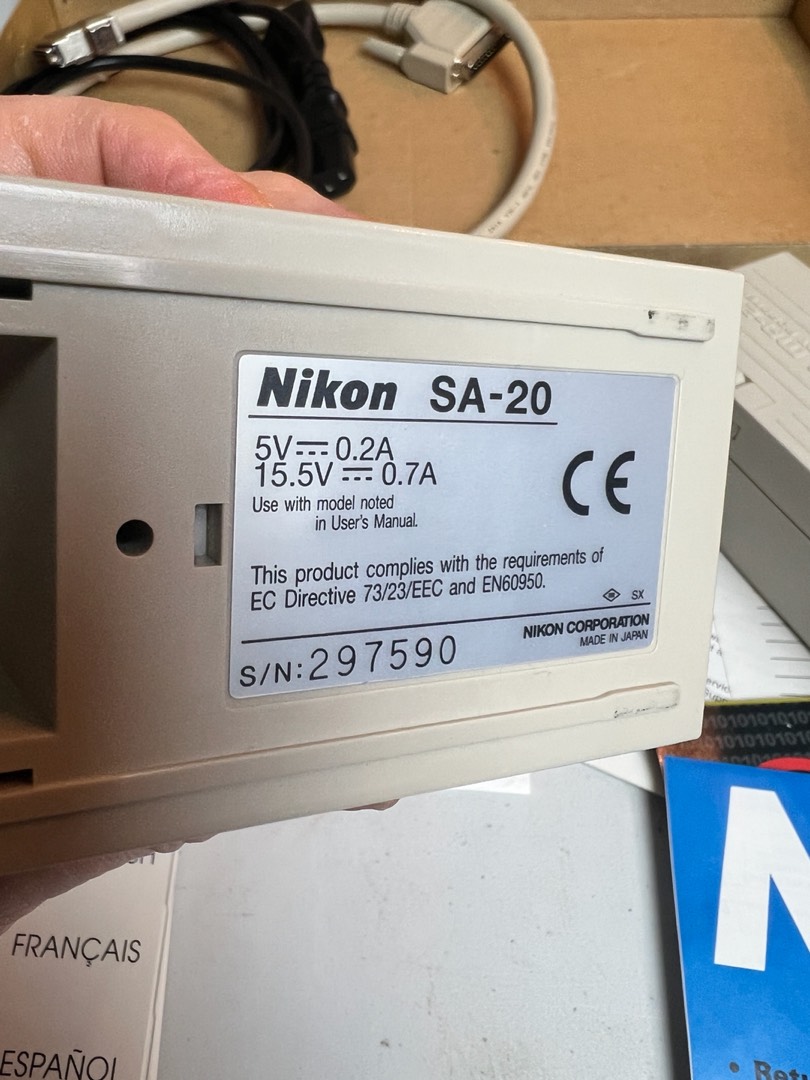 Nikon SA-20
5V⎓0.2A
15.5V⎓0.7A
Use with model noted
in User's Manual.
CE
This product complies with the requirements of
EC Directive 73/23/EEC and EN60950.
SX
NIKON CORPORATION
MADE IN JAPAN
S/N: 297590
1010101010
1010101010
N
FRANÇAIS
ESPAÑOL